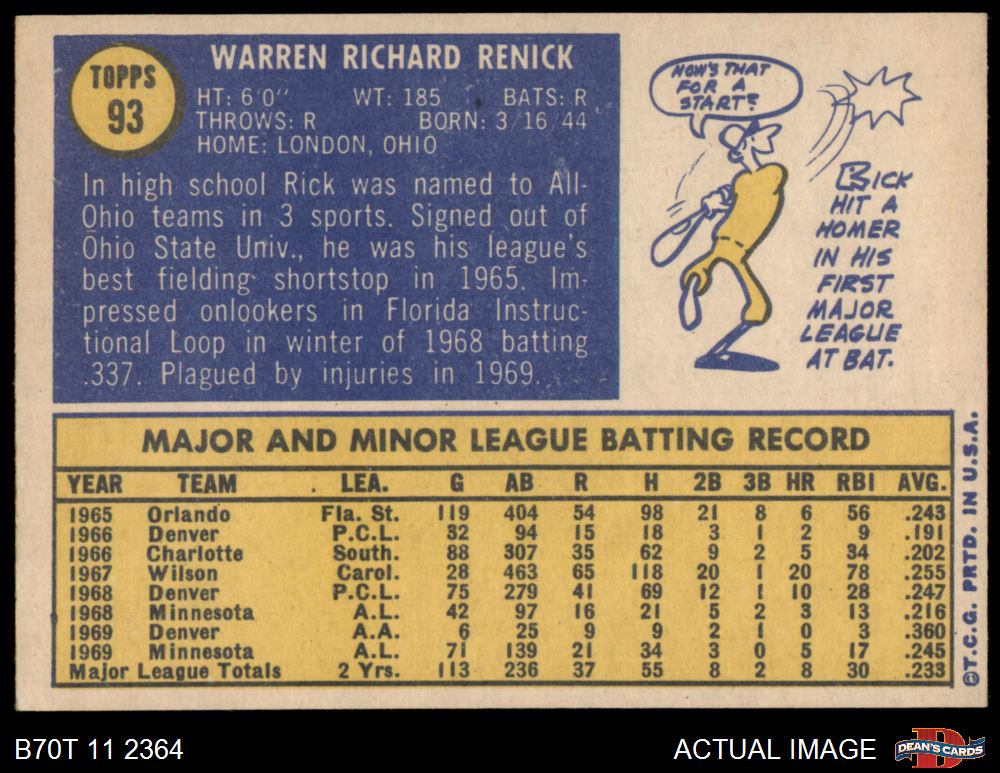 TOPPS
93
WARREN RICHARD RENICK
HT: 6'0" WT: 185 BATS: R
THROWS: R BORN: 3/16/44
HOME: LONDON, OHIO
In high school Rick was named to All-
Ohio teams in 3 sports. Signed out of
Ohio State Univ., he was his league's
best fielding shortstop in 1965. Im-
pressed onlookers in Florida Instruc-
tional Loop in winter of 1968 batting
.337. Plagued by injuries in 1969.
HOW'S THAT
FOR A
START?
RICK
HIT A
HOMER
IN HIS
FIRST
MAJOR
LEAGUE
AT BAT.
MAJOR AND MINOR LEAGUE BATTING RECORD
YEAR TEAM LEA. G AB R H 2B 3B HR RBI AVG.
1965 Orlando Fla. St. 119 404 54 98 21 8 6 56 .243
1966 Denver P.C.L. 32 94 15 18 3 1 2 9 .191
1966 Charlotte South. 88 307 35 62 9 2 5 34 .202
1967 Wilson Carol. 28 463 65 118 20 1 20 78 .255
1968 Denver P.C.L. 75 279 41 69 12 1 10 28 .247
1968 Minnesota A.L. 42 97 16 21 5 2 3 13 .216
1969 Denver A.A. 6 25 9 9 2 1 0 3 .360
1969 Minnesota A.L. 71 139 21 34 3 0 5 17 .245
Major League Totals 2 Yrs. 113 236 37 55 8 2 8 30 .233
©T.C.G. PRTD. IN U.S.A.
B70T 11 2364
ACTUAL IMAGE
D
DEAN'S CARDS